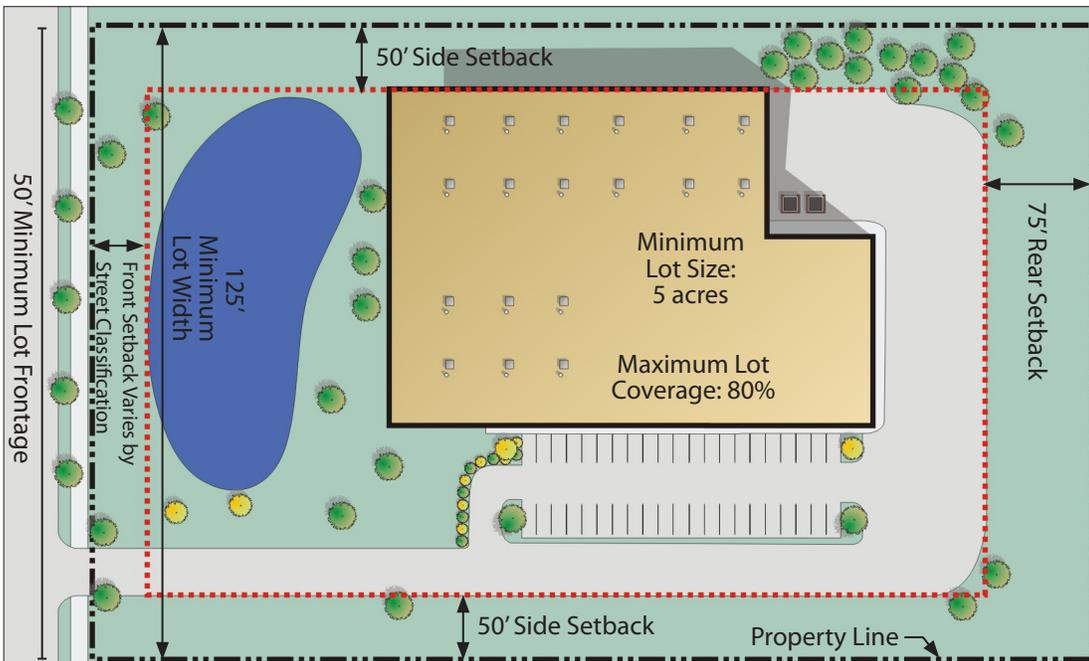 50’ Side Setback
50’ Minimum Lot Frontage
Front Setback Varies by
Street Classification
125’
Minimum
Lot Width
Minimum
Lot Size:
5 acres
Maximum Lot
Coverage: 80%
75’ Rear Setback
50’ Side Setback
Property Line